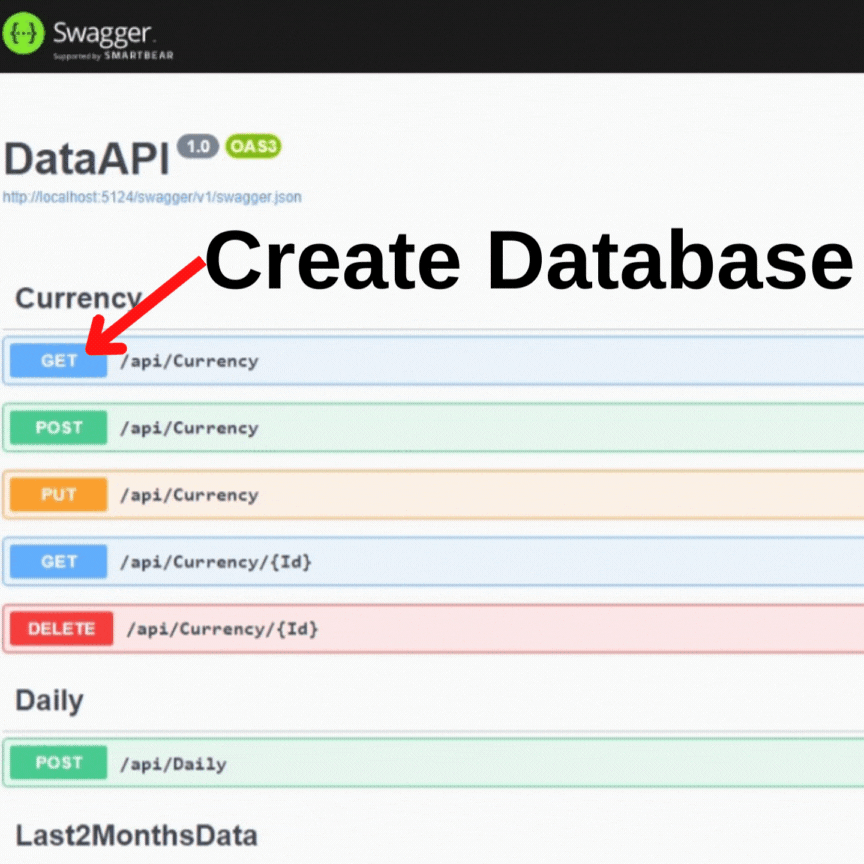 {···} Swagger.
Supported by SMARTBEAR
DataAPI 1.0 OAS3
http://localhost:5124/swagger/v1/swagger.json
Create Database
Currency
GET /api/Currency
POST /api/Currency
PUT /api/Currency
GET /api/Currency/{Id}
DELETE /api/Currency/{Id}
Daily
POST /api/Daily
Last2MonthsData